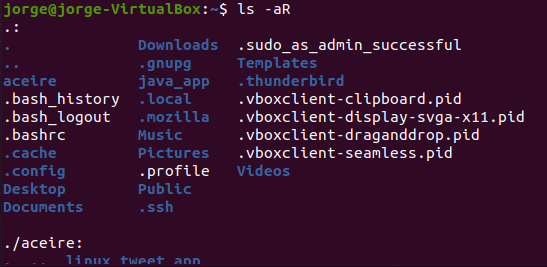 jorge@jorge-VirtualBox:~$ ls -aR
.:
. Downloads .sudo_as_admin_successful
.. .gnupg Templates
aceire java_app .thunderbird
.bash_history .local .vboxclient-clipboard.pid
.bash_logout .mozilla .vboxclient-display-svga-x11.pid
.bashrc Music .vboxclient-draganddrop.pid
.cache Pictures .vboxclient-seamless.pid
.config .profile Videos
Desktop Public
Documents .ssh
./aceire:
. .. linux_tweet_app